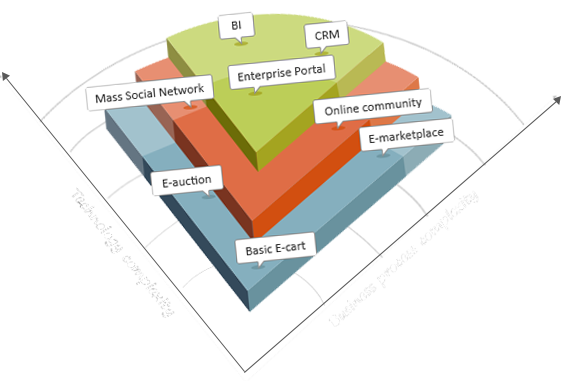 BI
CRM
Enterprise Portal
Mass Social Network
Online community
E-marketplace
E-auction
Basic E-cart
Technology complexity
Business process complexity